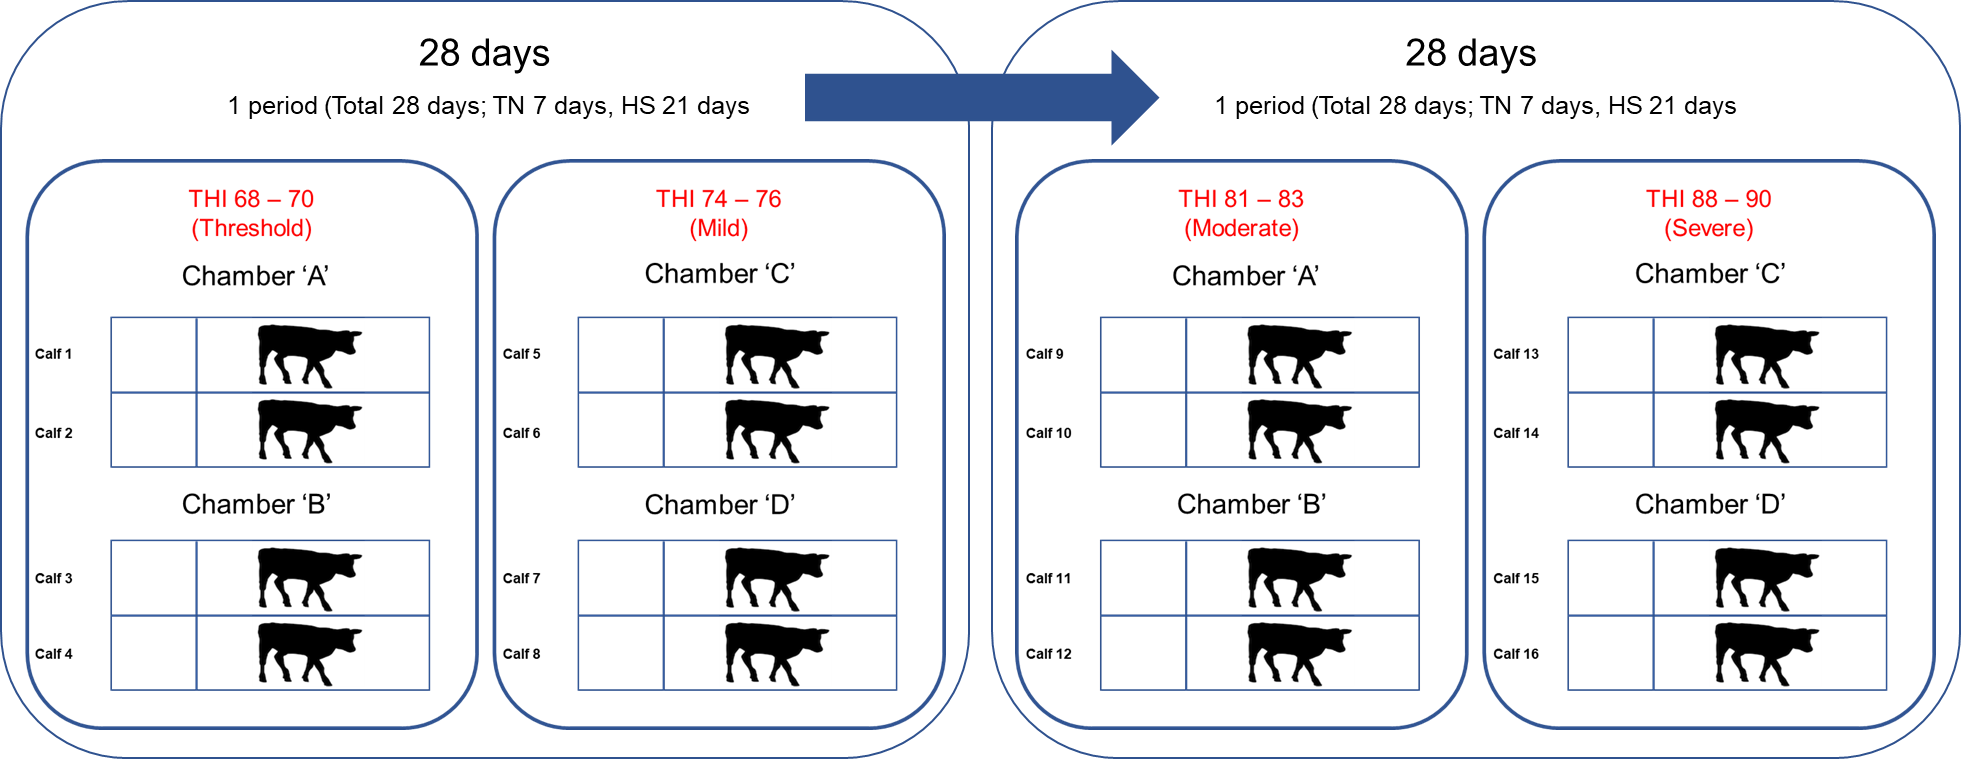 28 days
1 period (Total 28 days; TN 7 days, HS 21 days
THI 68 – 70
(Threshold)
Chamber ‘A’
Calf 1
Calf 2
Chamber ‘B’
Calf 3
Calf 4
THI 74 – 76
(Mild)
Chamber ‘C’
Calf 5
Calf 6
Chamber ‘D’
Calf 7
Calf 8
28 days
1 period (Total 28 days; TN 7 days, HS 21 days
THI 81 – 83
(Moderate)
Chamber ‘A’
Calf 9
Calf 10
Chamber ‘B’
Calf 11
Calf 12
THI 88 – 90
(Severe)
Chamber ‘C’
Calf 13
Calf 14
Chamber ‘D’
Calf 15
Calf 16